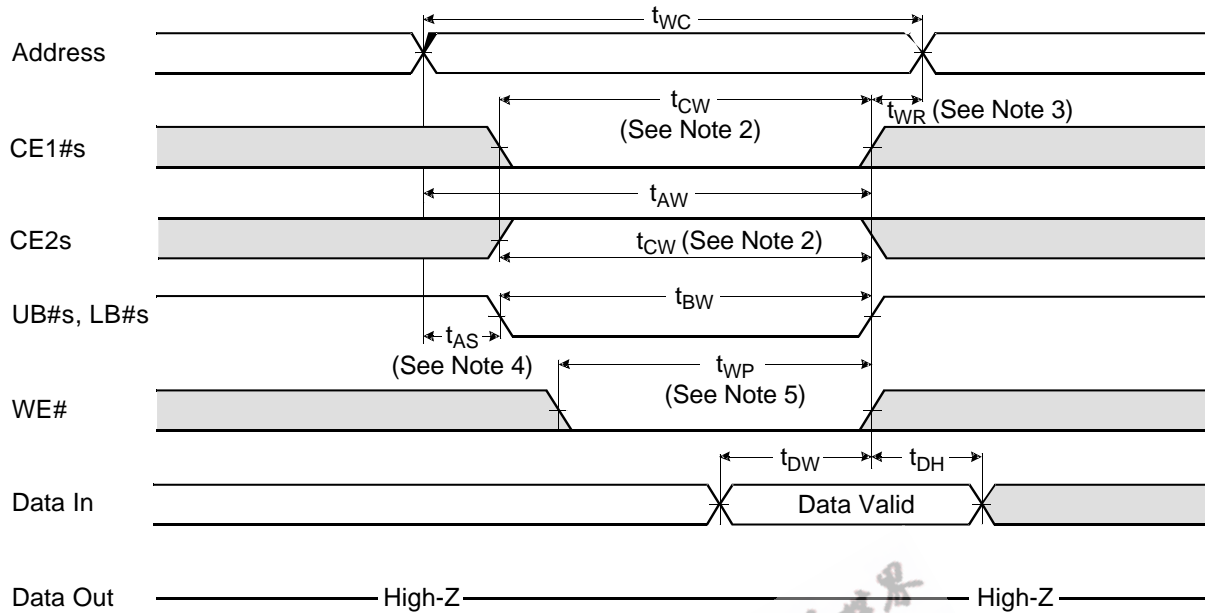 tWC
Address
tCW
(See Note 2)
tWR (See Note 3)
CE1#s
tAW
CE2s
tCW (See Note 2)
UB#s, LB#s
tBW
tAS
(See Note 4)
tWP
(See Note 5)
WE#
tDW
tDH
Data In
Data Valid
Data Out
High-Z
High-Z